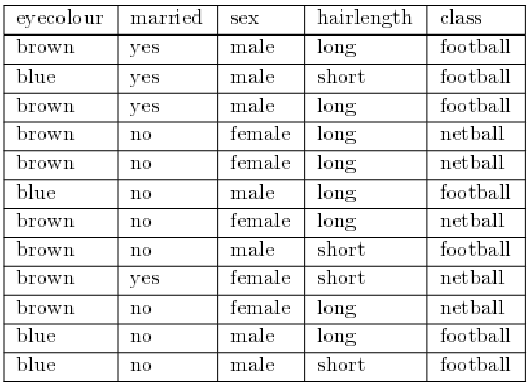 eyecolour married sex hairlength class
brown yes male long football
blue yes male short football
brown yes male long football
brown no female long netball
brown no female long netball
blue no male long football
brown no female long netball
brown no male short football
brown yes female short netball
brown no female long netball
blue no male long football
blue no male short football